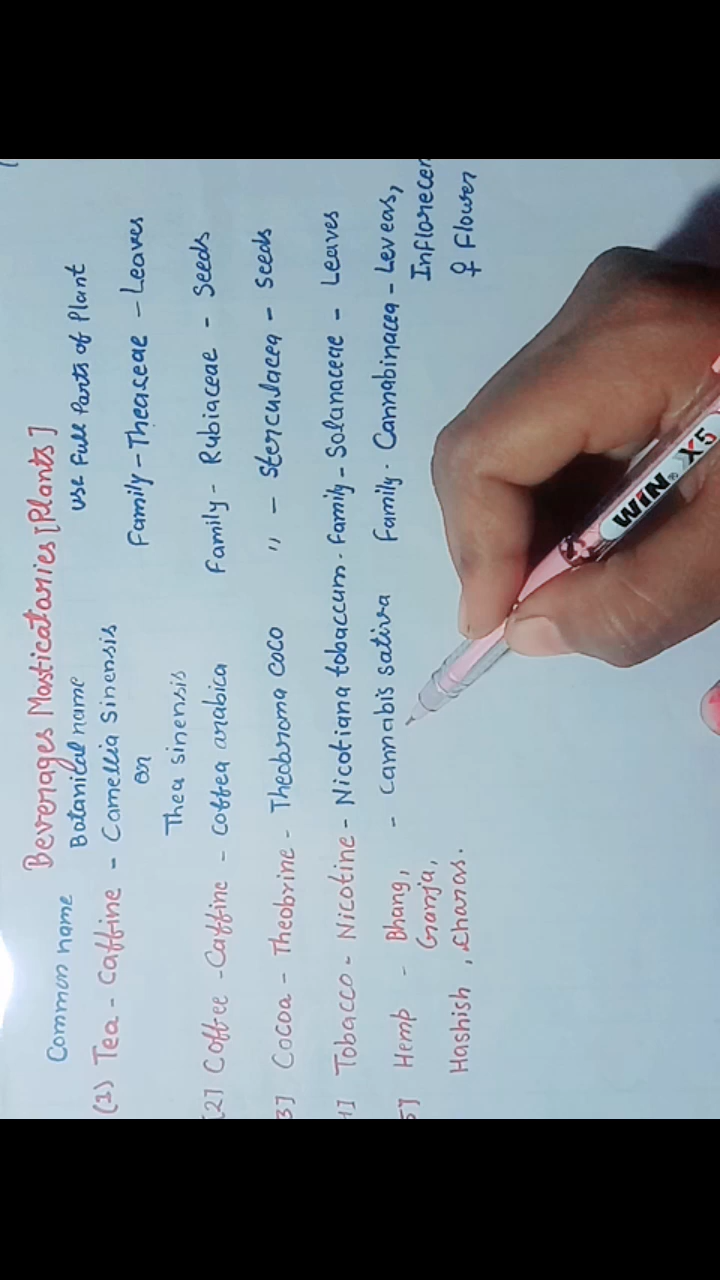 Beverages Masticatories [Plants]
Common name Botanical name use Full Parts of Plant
(1) Tea - Caffine - Camellia Sinensis Family - Theaceae - Leaves
or
Thea sinensis
[2] Coffee - Caffine - coffea arabica Family - Rubiaceae - Seeds
3] Cocoa - Theobrine - Theobroma coco " - Sterculacea - Seeds
4] Tobacco - Nicotine - Nicotiana tobaccum - family - Solanaceae - Leaves
5] Hemp - Bhang, - cannabis sativa Family - Cannabinacea - Leveas,
Ganja, Inflorecen
Hashish, Charas. ♀ Flower
WIN X5